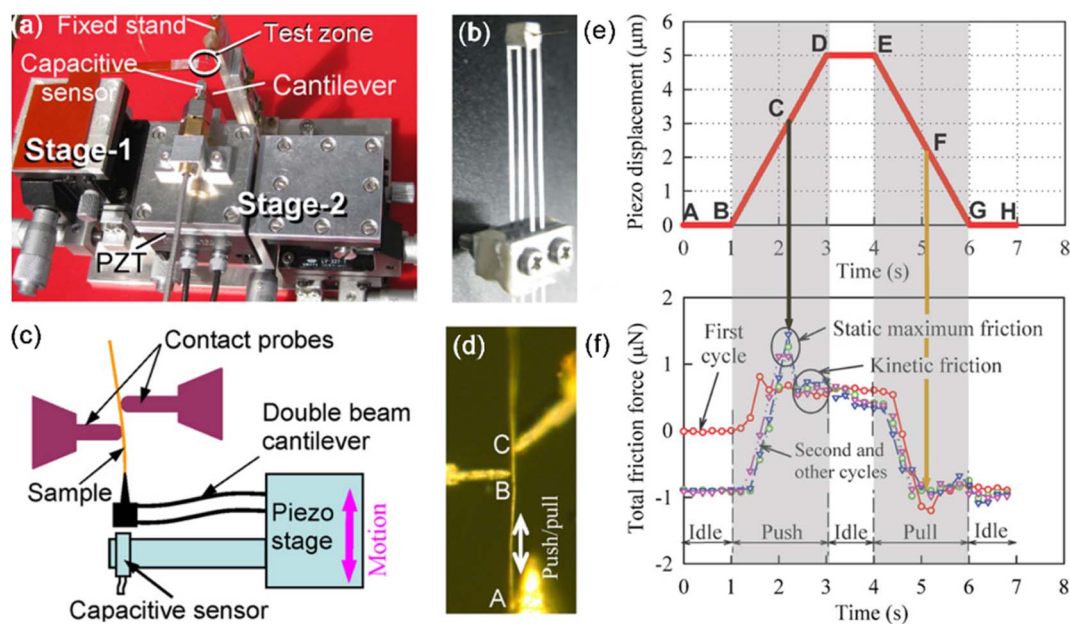 (a)
Fixed stand
Test zone
Capacitive
sensor
Cantilever
Stage-1
Stage-2
PZT
(b)
(c)
Contact probes
Double beam
cantilever
Sample
Piezo
stage
Motion
Capacitive sensor
(d)
C
B
Push/pull
A
(e)
Piezo displacement (μm)
6
5
4
3
2
1
0
A
B
C
D
E
F
G
H
0 1 2 3 4 5 6 7 8
Time (s)
(f)
Total friction force (μN)
2
1
0
-1
-2
First
cycle
Static maximum friction
Kinetic friction
Second and
other cycles
Idle
Push
Idle
Pull
Idle
0 1 2 3 4 5 6 7 8
Time (s)